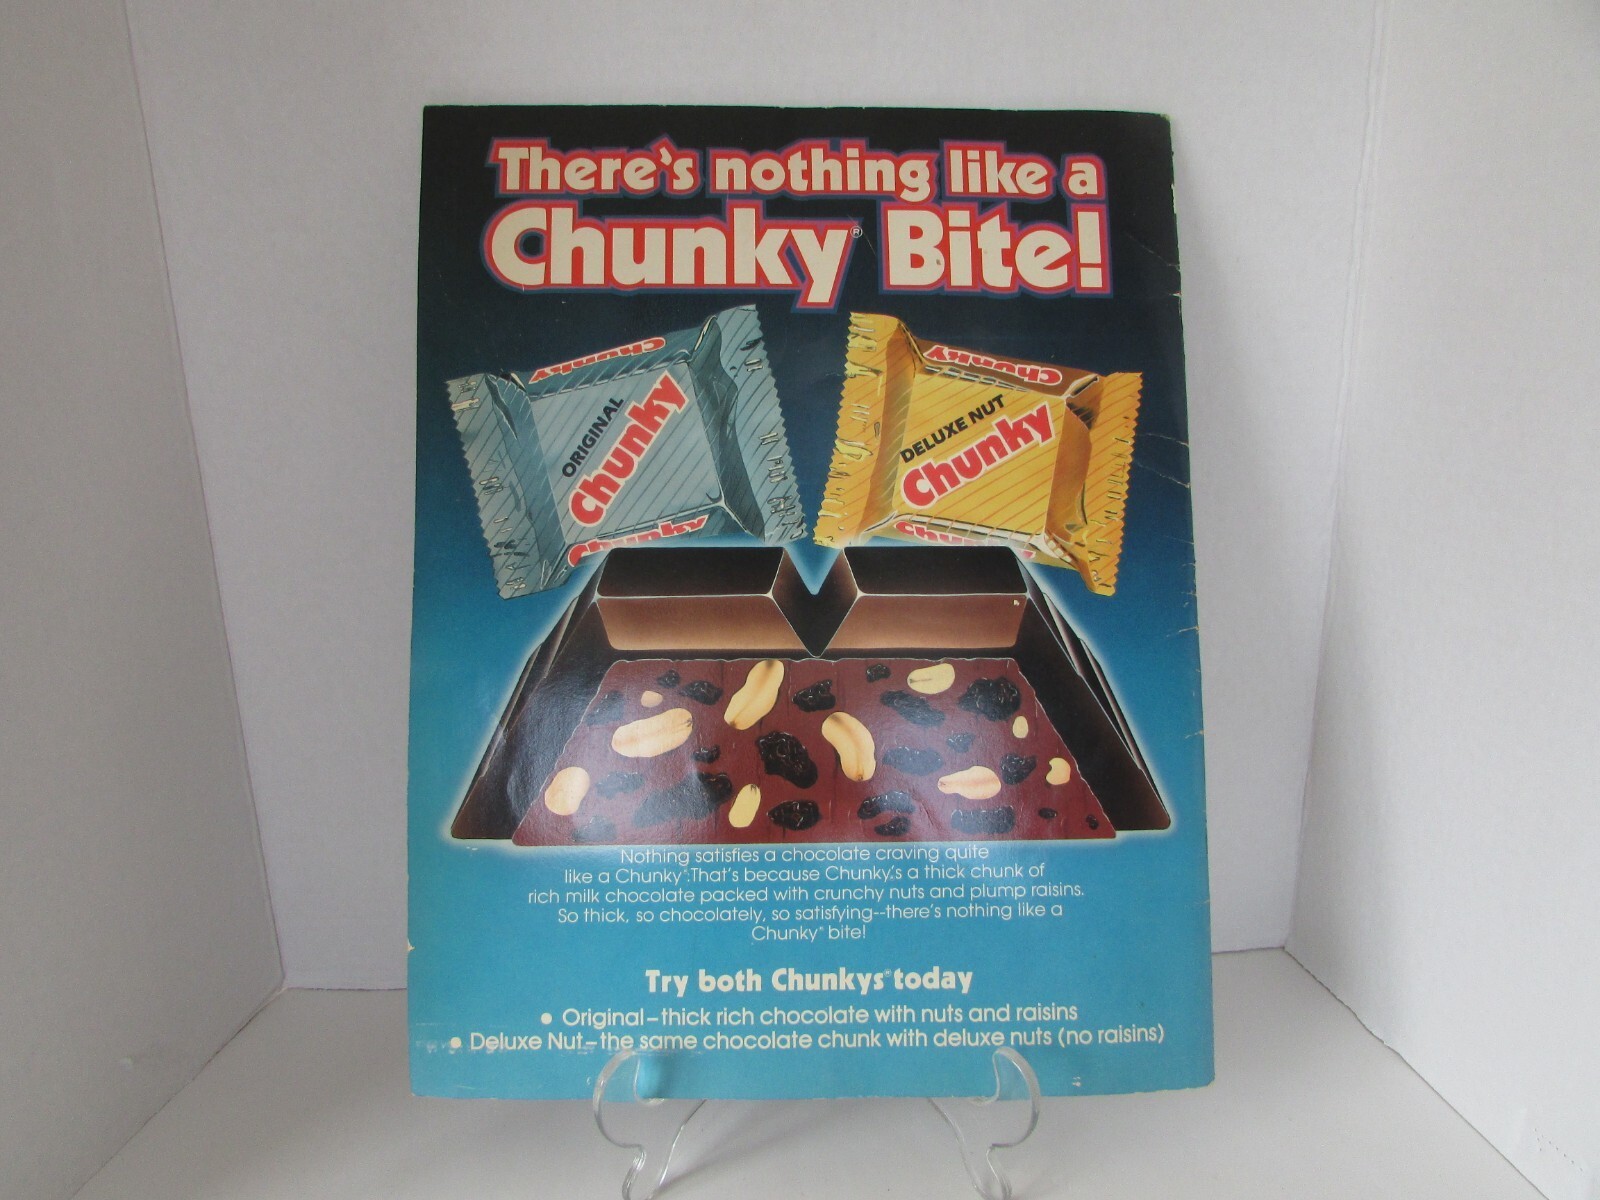 There's nothing like a
Chunky® Bite!
Chunky
ORIGINAL
Chunky
Chunky
Chunky
DELUXE NUT
Chunky
Chunky
Nothing satisfies a chocolate craving quite
like a Chunky®. That's because Chunky's a thick chunk of
rich milk chocolate packed with crunchy nuts and plump raisins.
So thick, so chocolately, so satisfying--there's nothing like a
Chunky® bite!
Try both Chunkys® today
• Original–thick rich chocolate with nuts and raisins
• Deluxe Nut–the same chocolate chunk with deluxe nuts (no raisins)